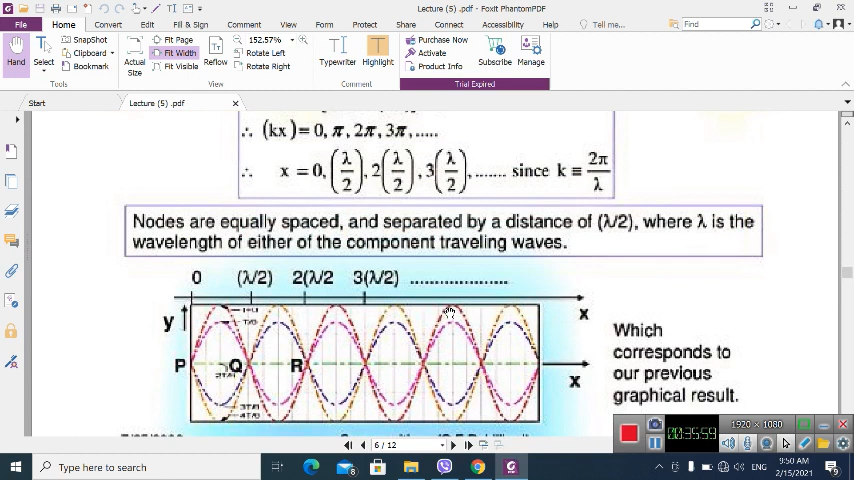 Lecture (5) .pdf - Foxit PhantomPDF
File Home Convert Edit Fill & Sign Comment View Form Protect Share Connect Accessibility Help Tell me... Find
SnapShot
Clipboard
Bookmark
Hand Select
Actual Size
Fit Page
Fit Width
Fit Visible
Reflow
152.57%
Rotate Left
Rotate Right
Typewriter Highlight
Purchase Now
Activate
Product Info
Subscribe Manage
Tools View Comment Trial Expired
Start Lecture (5) .pdf
∴ (kx) = 0, π, 2π, 3π, .....
∴ x = 0, (λ/2), 2(λ/2), 3(λ/2), ....... since k ≡ 2π/λ
Nodes are equally spaced, and separated by a distance of (λ/2), where λ is the
wavelength of either of the component traveling waves.
0 (λ/2) 2(λ/2 3(λ/2) ......................
x
y
P Q R
x
Which
corresponds to
our previous
graphical result.
6 / 12
1920 × 1080
00:35:59
Type here to search
8
ENG
9:50 AM
2/15/2021
9